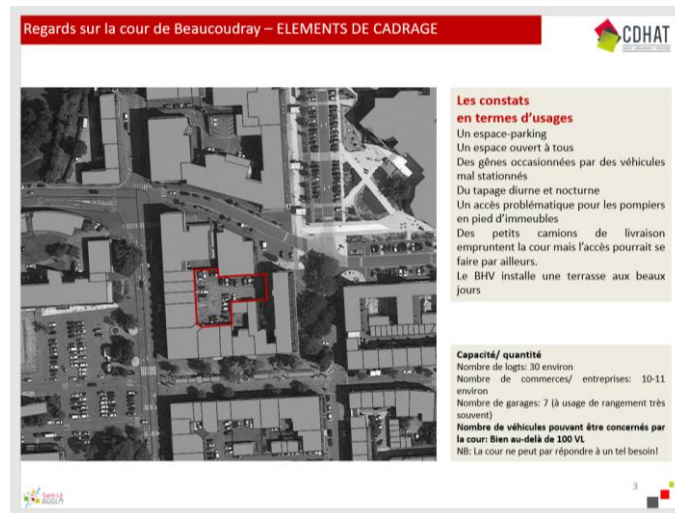 Regards sur la cour de Beaucoudray – ELEMENTS DE CADRAGE
CDHAT
Les constats
en termes d'usages
Un espace-parking
Un espace ouvert à tous
Des gênes occasionnées par des véhicules
mal stationnés
Du tapage diurne et nocturne
Un accès problématique pour les pompiers
en pied d'immeubles
Des petits camions de livraison
empruntent la cour mais l'accès pourrait se
faire par ailleurs.
Le BHV installe une terrasse aux beaux
jours
Capacité/ quantité
Nombre de logts: 30 environ
Nombre de commerces/ entreprises: 10-11
environ
Nombre de garages: 7 (à usage de rangement très
souvent)
Nombre de véhicules pouvant être concernés par
la cour: Bien au-delà de 100 VL
NB: La cour ne peut par répondre à un tel besoin!
Saint-Lô
AGGLO
3